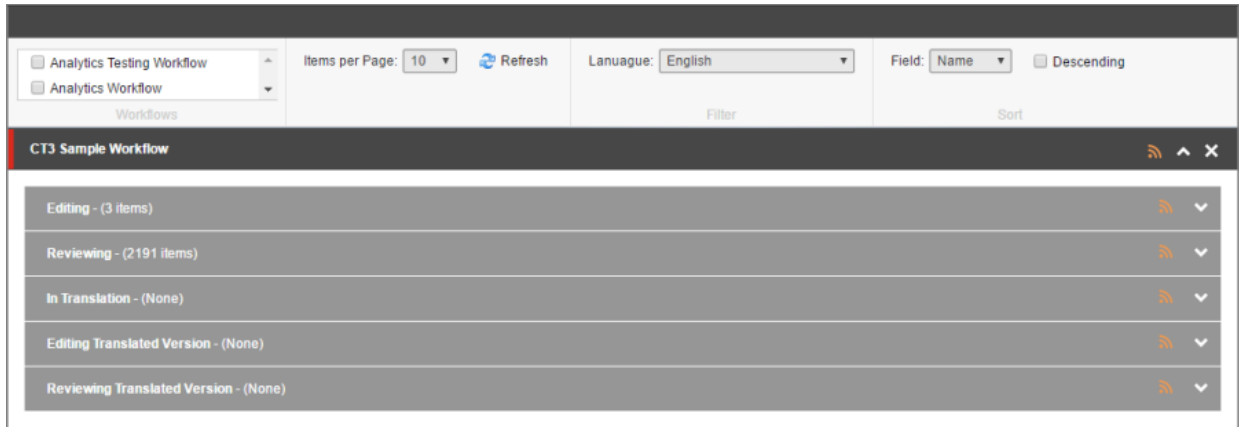 Analytics Testing Workflow
Analytics Workflow
Workflows
Items per Page: 10 Refresh
Lanuague: English
Filter
Field: Name Descending
Sort
CT3 Sample Workflow
Editing - (3 items)
Reviewing - (2191 items)
In Translation - (None)
Editing Translated Version - (None)
Reviewing Translated Version - (None)